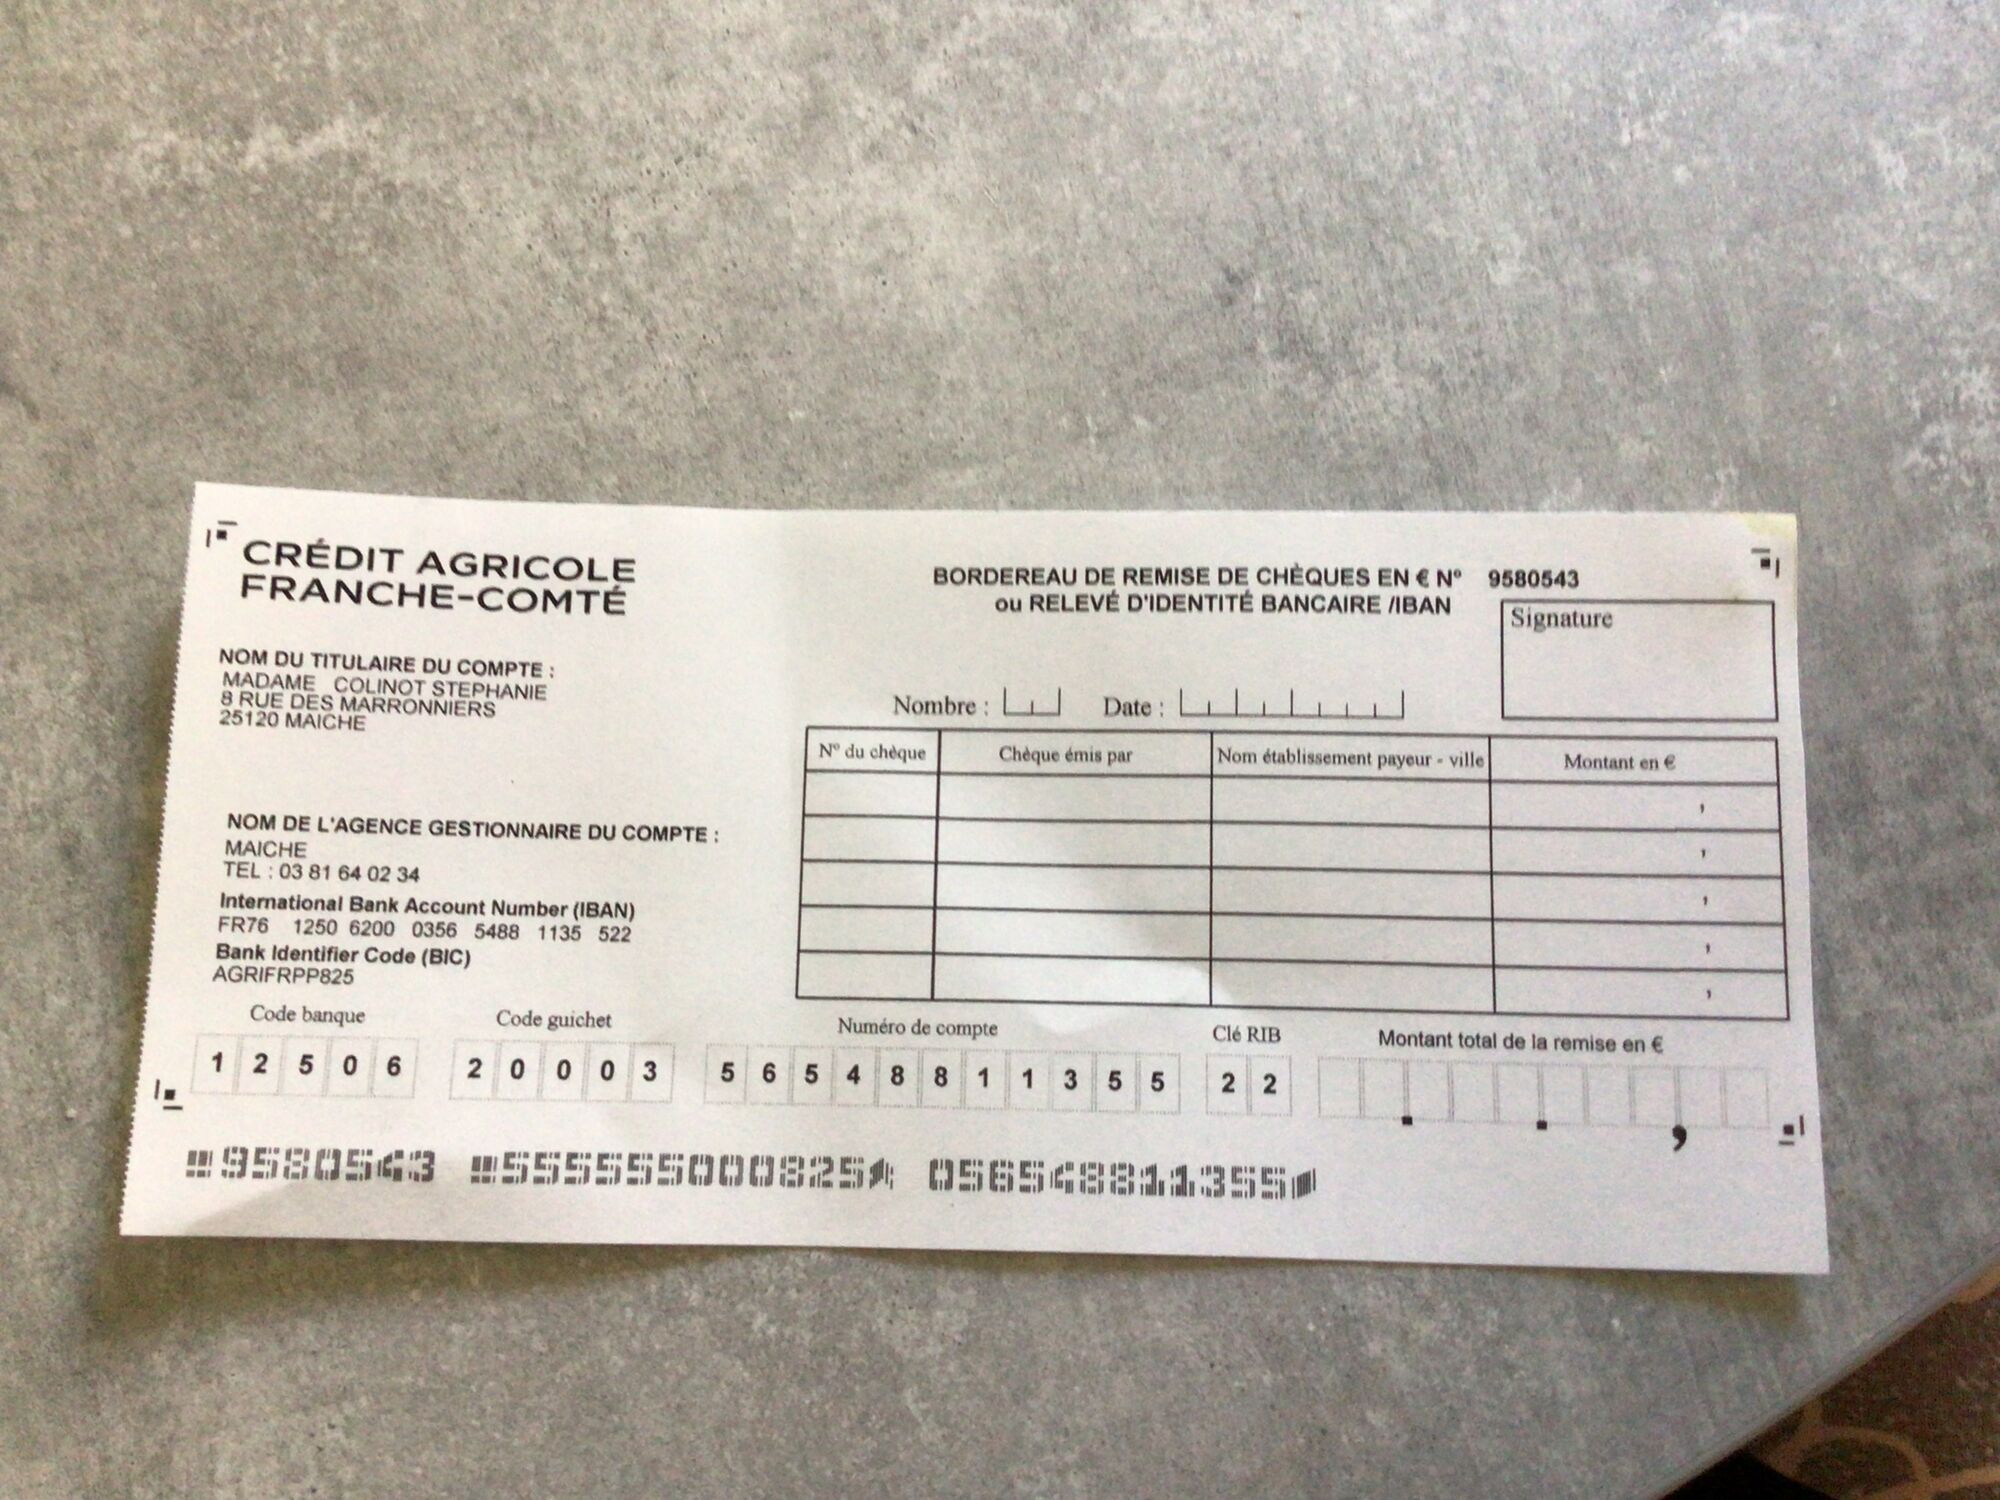 CRÉDIT AGRICOLE
FRANCHE-COMTÉ
BORDEREAU DE REMISE DE CHÈQUES EN € N° 9580543
ou RELEVÉ D'IDENTITÉ BANCAIRE /IBAN
Signature
NOM DU TITULAIRE DU COMPTE :
MADAME COLINOT STEPHANIE
8 RUE DES MARRONNIERS
25120 MAICHE
Nombre :
Date :
N° du chèque
Chèque émis par
Nom établissement payeur - ville
Montant en €
,
,
,
,
,
NOM DE L'AGENCE GESTIONNAIRE DU COMPTE :
MAICHE
TEL : 03 81 64 02 34
International Bank Account Number (IBAN)
FR76 1250 6200 0356 5488 1135 522
Bank Identifier Code (BIC)
AGRIFRPP825
Code banque
Code guichet
Numéro de compte
Clé RIB
Montant total de la remise en €
1 2 5 0 6
2 0 0 0 3
5 6 5 4 8 8 1 1 3 5 5
2 2
. . ,
9580543 555555000825 056548811355